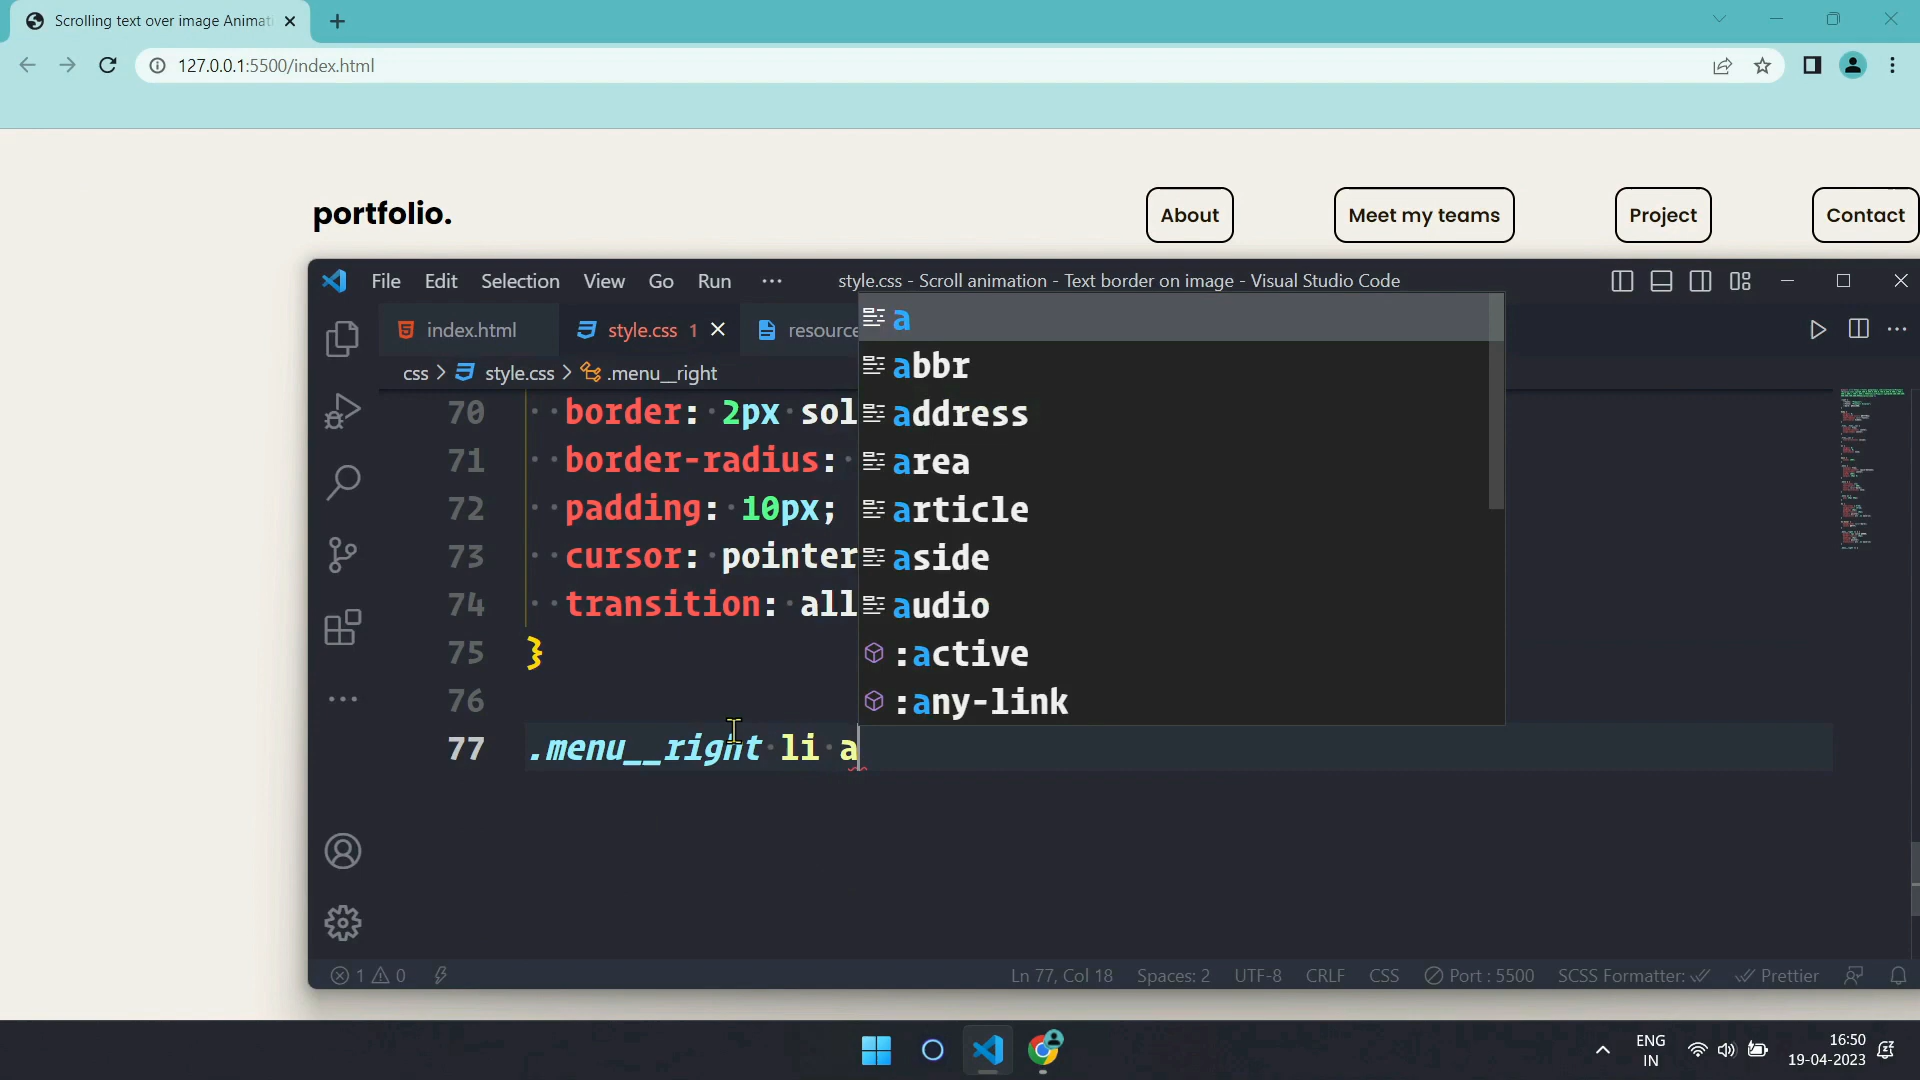 Scrolling text over image Animat
127.0.0.1:5500/index.html
portfolio.
About
Meet my teams
Project
Contact
File Edit Selection View Go Run ··· style.css - Scroll animation - Text border on image - Visual Studio Code
index.html style.css 1 resource
css > style.css > .menu__right
70 border: 2px sol
71 border-radius:
72 padding: 10px;
73 cursor: pointer
74 transition: all
75 }
76
77 .menu__right li a
a
abbr
address
area
article
aside
audio
:active
:any-link
1 0 Ln 77, Col 18 Spaces: 2 UTF-8 CRLF CSS Port : 5500 SCSS Formatter: Prettier
ENG
IN
16:50
19-04-2023